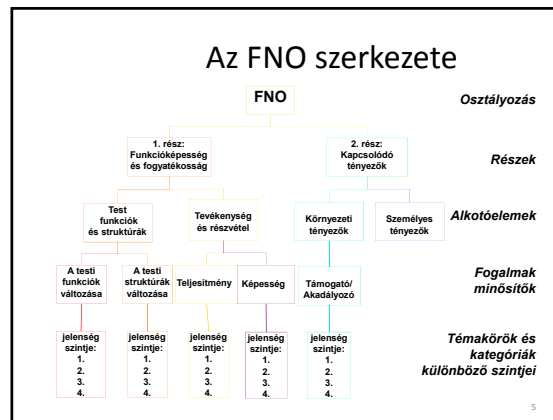 Az FNO szerkezete
FNO
Osztályozás
1. rész:
Funkcióképesség
és fogyatékosság
2. rész:
Kapcsolódó
tényezők
Részek
Test
funkciók
és struktúrák
Tevékenység
és részvétel
Környezeti
tényezők
Személyes
tényezők
Alkotóelemek
A testi
funkciók
változása
A testi
struktúrák
változása
Teljesítmény
Képesség
Támogató/
Akadályozó
Fogalmak
minősítők
jelenség
szintje:
1.
2.
3.
4.
jelenség
szintje:
1.
2.
3.
4.
jelenség
szintje:
1.
2.
3.
4.
jelenség
szintje:
1.
2.
3.
4.
jelenség
szintje:
1.
2.
3.
4.
Témakörök és
kategóriák
különböző szintjei
5